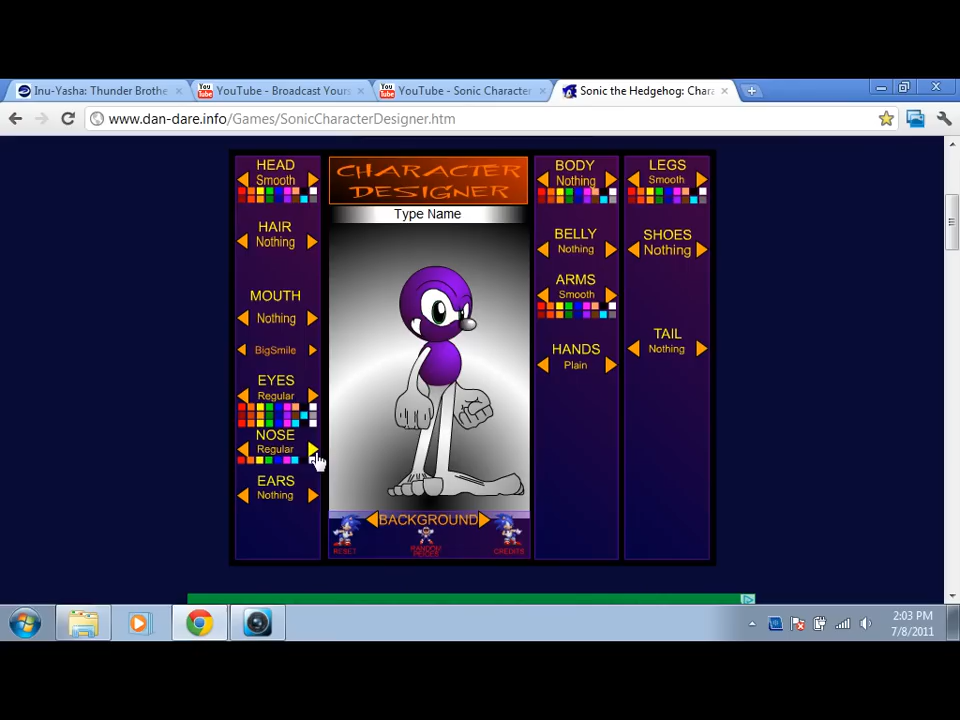 Inu-Yasha: Thunder Brothe
YouTube - Broadcast Yours
YouTube - Sonic Character
Sonic the Hedgehog: Chara
www.dan-dare.info/Games/SonicCharacterDesigner.htm
HEAD
Smooth
HAIR
Nothing
MOUTH
Nothing
BigSmile
EYES
Regular
NOSE
Regular
EARS
Nothing
CHARACTER
DESIGNER
Type Name
BACKGROUND
RESET
RANDOM
PIECES
CREDITS
BODY
Nothing
BELLY
Nothing
ARMS
Smooth
HANDS
Plain
LEGS
Smooth
SHOES
Nothing
TAIL
Nothing
2:03 PM
7/8/2011